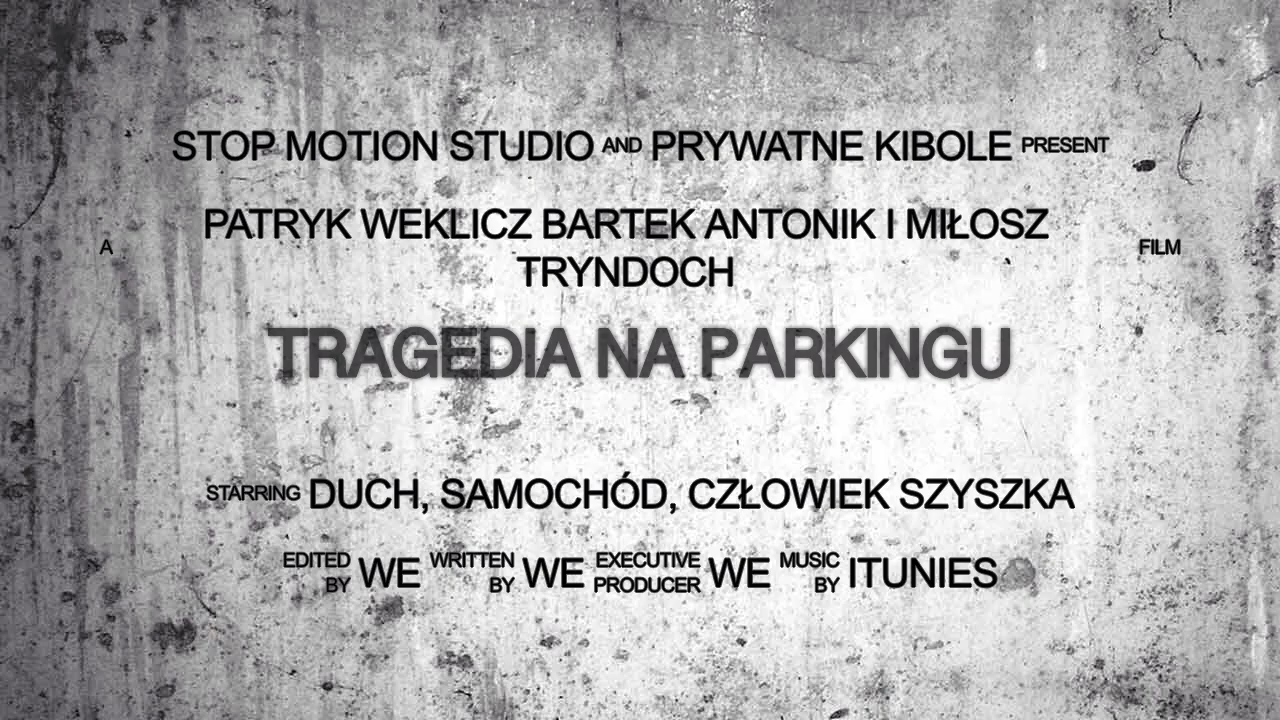 STOP MOTION STUDIO AND PRYWATNE KIBOLE PRESENT
A PATRYK WEKLICZ BARTEK ANTONIK I MIŁOSZ TRYNDOCH FILM
TRAGEDIA NA PARKINGU
STARRING DUCH, SAMOCHÓD, CZŁOWIEK SZYSZKA
EDITED BY WE WRITTEN BY WE EXECUTIVE PRODUCER WE MUSIC BY ITUNIES